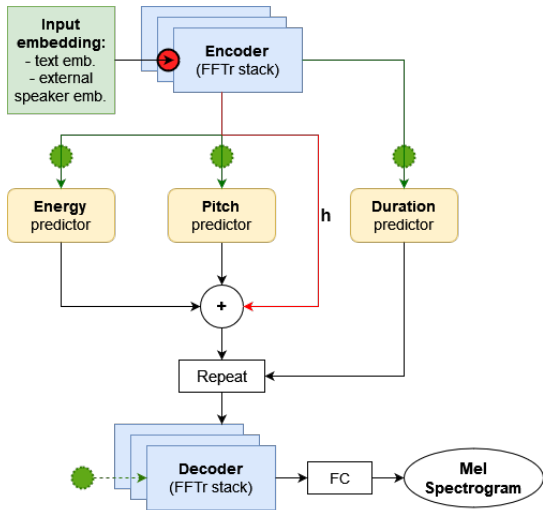 Input
embedding:
- text emb.
- external
speaker emb.
Encoder
(FFTr stack)
Energy
predictor
Pitch
predictor
h
Duration
predictor
+
Repeat
Decoder
(FFTr stack)
FC
Mel
Spectrogram